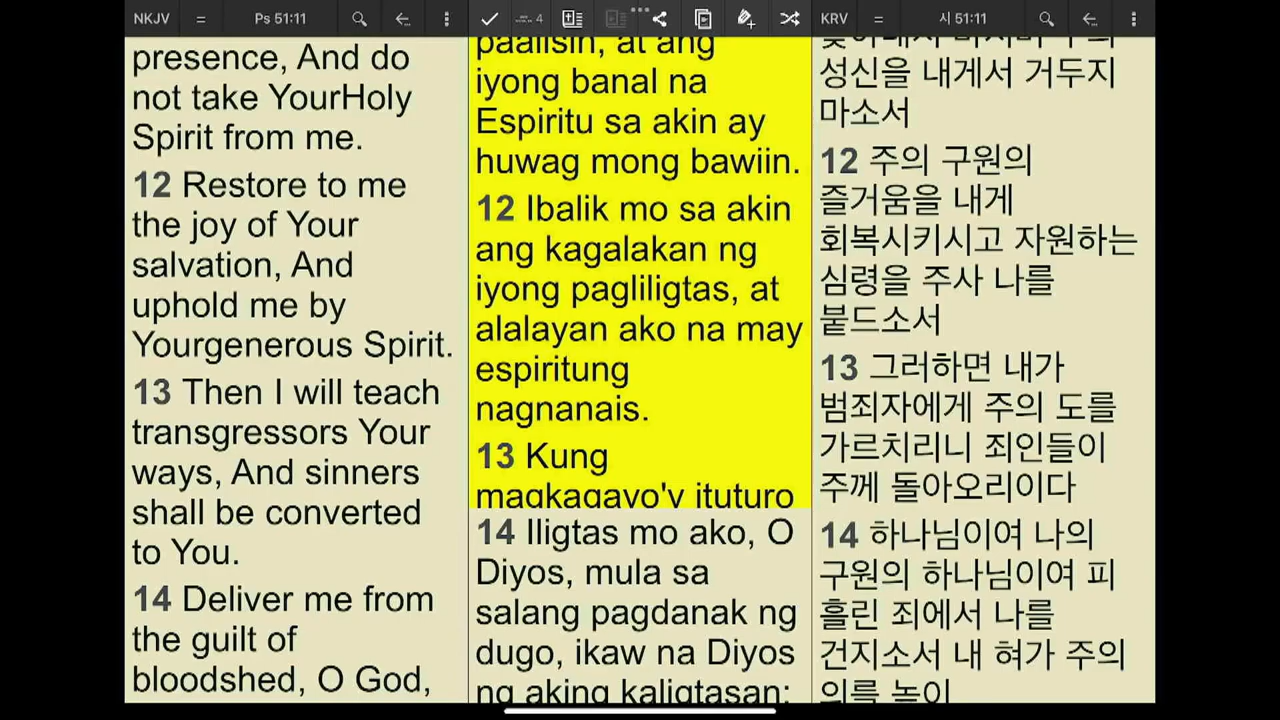 NKJV = Ps 51:11
presence, And do
not take YourHoly
Spirit from me.
12 Restore to me
the joy of Your
salvation, And
uphold me by
Yourgenerous Spirit.
13 Then I will teach
transgressors Your
ways, And sinners
shall be converted
to You.
14 Deliver me from
the guilt of
bloodshed, O God,
4
paalisin, at ang
iyong banal na
Espiritu sa akin ay
huwag mong bawiin.
12 Ibalik mo sa akin
ang kagalakan ng
iyong pagliligtas, at
alalayan ako na may
espiritung
nagnanais.
13 Kung
magkagayo'y ituturo
14 Iligtas mo ako, O
Diyos, mula sa
salang pagdanak ng
dugo, ikaw na Diyos
ng aking kaligtasan;
KRV = 시 51:11
성신을 내게서 거두지
마소서
12 주의 구원의
즐거움을 내게
회복시키시고 자원하는
심령을 주사 나를
붙드소서
13 그러하면 내가
범죄자에게 주의 도를
가르치리니 죄인들이
주께 돌아오리이다
14 하나님이여 나의
구원의 하나님이여 피
흘린 죄에서 나를
건지소서 내 혀가 주의
의를 높이